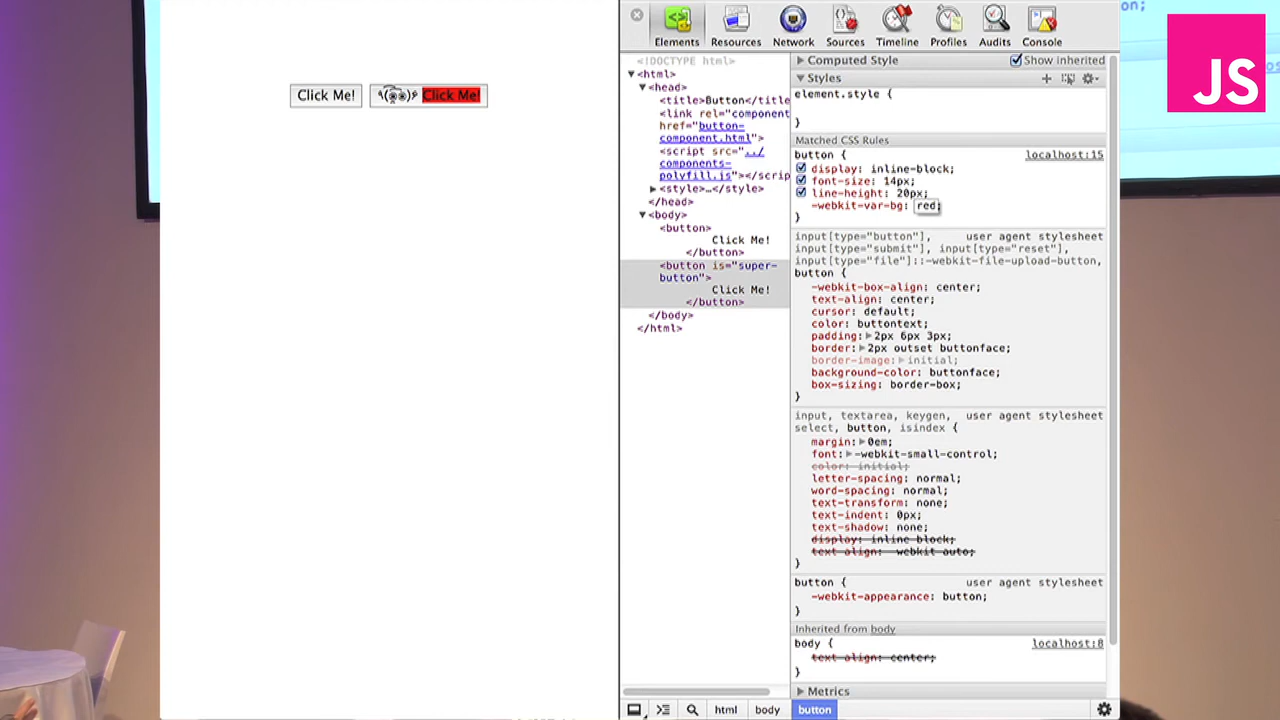 Click Me!
Click Me!
Elements
Resources
Network
Sources
Timeline
Profiles
Audits
Console
<!DOCTYPE html>
<html>
<head>
<title>Button</title
<link rel="component
href="button-
component.html">
<script src="../
components-
polyfill.js"></scrip
<style>…</style>
</head>
<body>
<button>
Click Me!
</button>
<button is="super-
button">
Click Me!
</button>
</body>
</html>
Computed Style
Show inherited
Styles
element.style {
}
Matched CSS Rules
button {
localhost:15
display: inline-block;
font-size: 14px;
line-height: 20px;
-webkit-var-bg: red;
}
input[type="button"],
user agent stylesheet
input[type="submit"], input[type="reset"],
input[type="file"]::-webkit-file-upload-button,
button {
-webkit-box-align: center;
text-align: center;
cursor: default;
color: buttontext;
padding: 2px 6px 3px;
border: 2px outset buttonface;
border-image: initial;
background-color: buttonface;
box-sizing: border-box;
}
input, textarea, keygen,
user agent stylesheet
select, button, isindex {
margin: 0em;
font: -webkit-small-control;
color: initial;
letter-spacing: normal;
word-spacing: normal;
text-transform: none;
text-indent: 0px;
text-shadow: none;
display: inline-block;
text-align: -webkit-auto;
}
button {
user agent stylesheet
-webkit-appearance: button;
}
Inherited from body
body {
localhost:8
text-align: center;
}
Metrics
html
body
button
JS